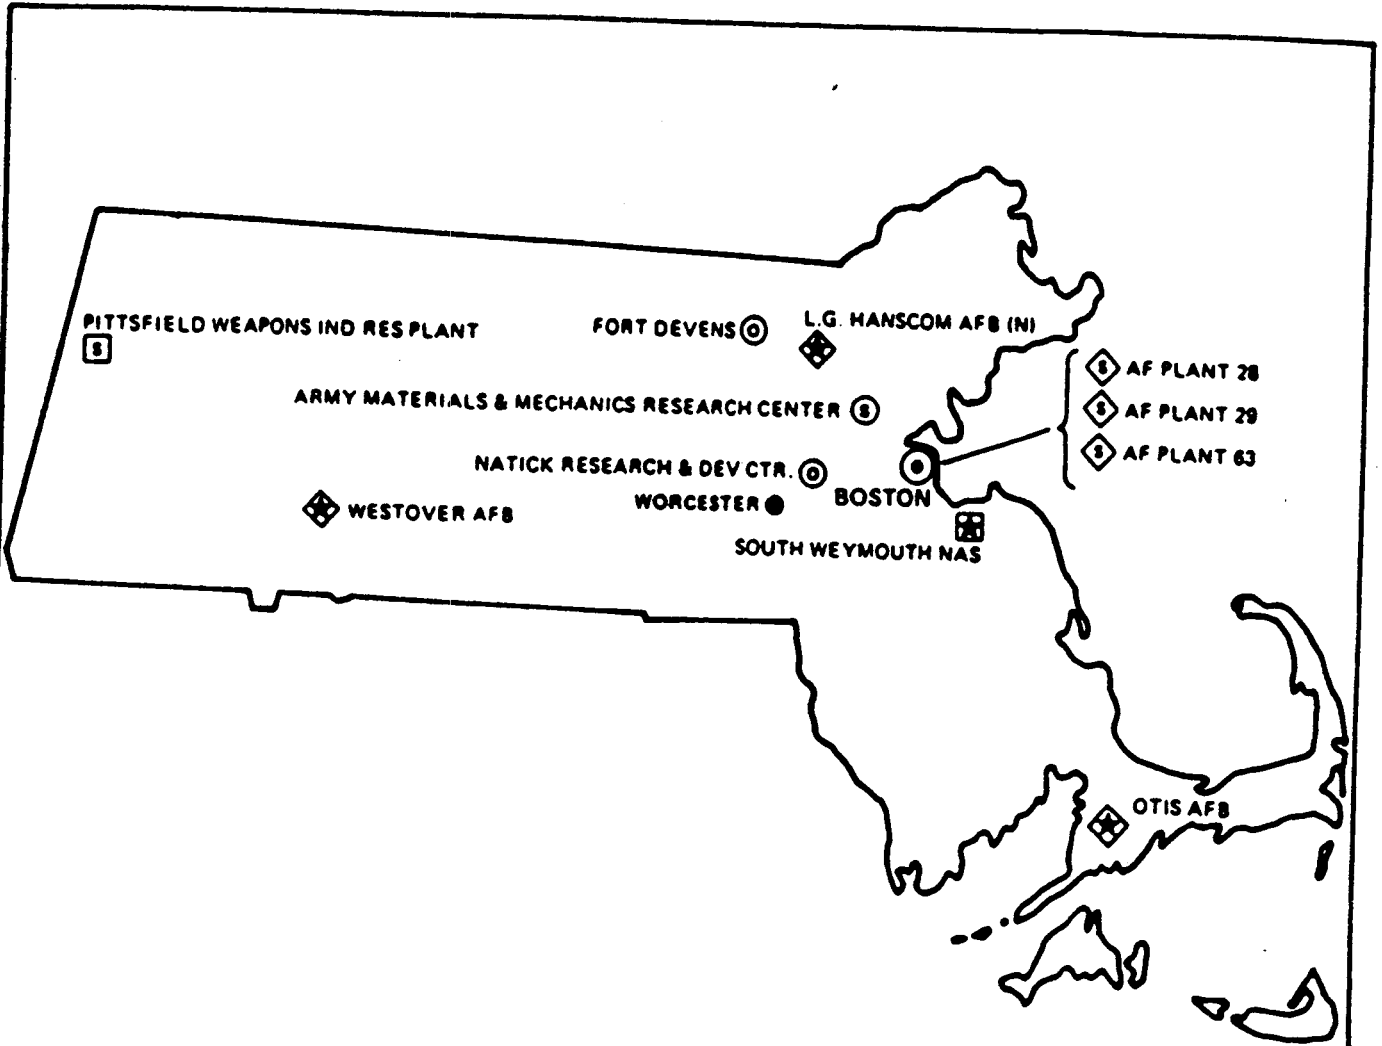 PITTSFIELD WEAPONS IND RES PLANT
S
FORT DEVENS
L.G. HANSCOM AFB (N)
S AF PLANT 28
ARMY MATERIALS & MECHANICS RESEARCH CENTER S
S AF PLANT 29
S AF PLANT 63
NATICK RESEARCH & DEV CTR.
WORCESTER
BOSTON
WESTOVER AFB
SOUTH WEYMOUTH NAS
OTIS AFB